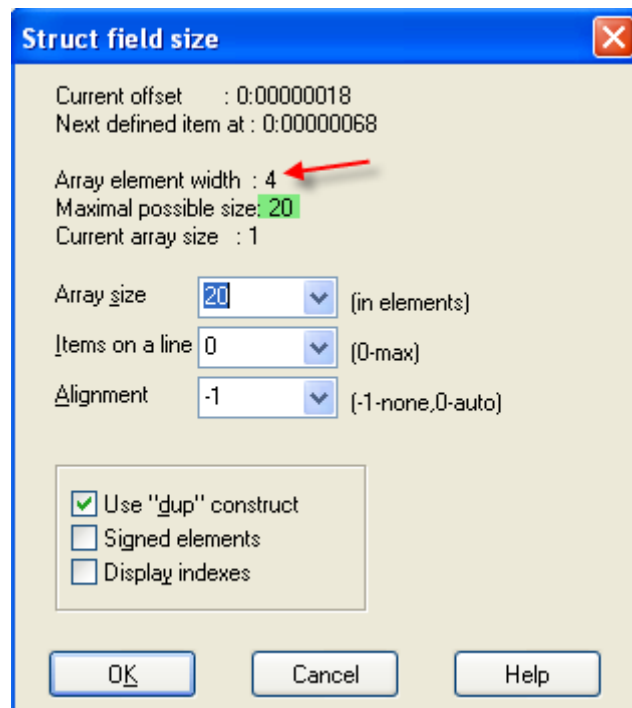 Struct field size
Current offset : 0:00000018
Next defined item at : 0:00000068
Array element width : 4
Maximal possible size: 20
Current array size : 1
Array size 20 (in elements)
Items on a line 0 (0-max)
Alignment -1 (-1-none,0-auto)
Use "dup" construct
Signed elements
Display indexes
OK Cancel Help